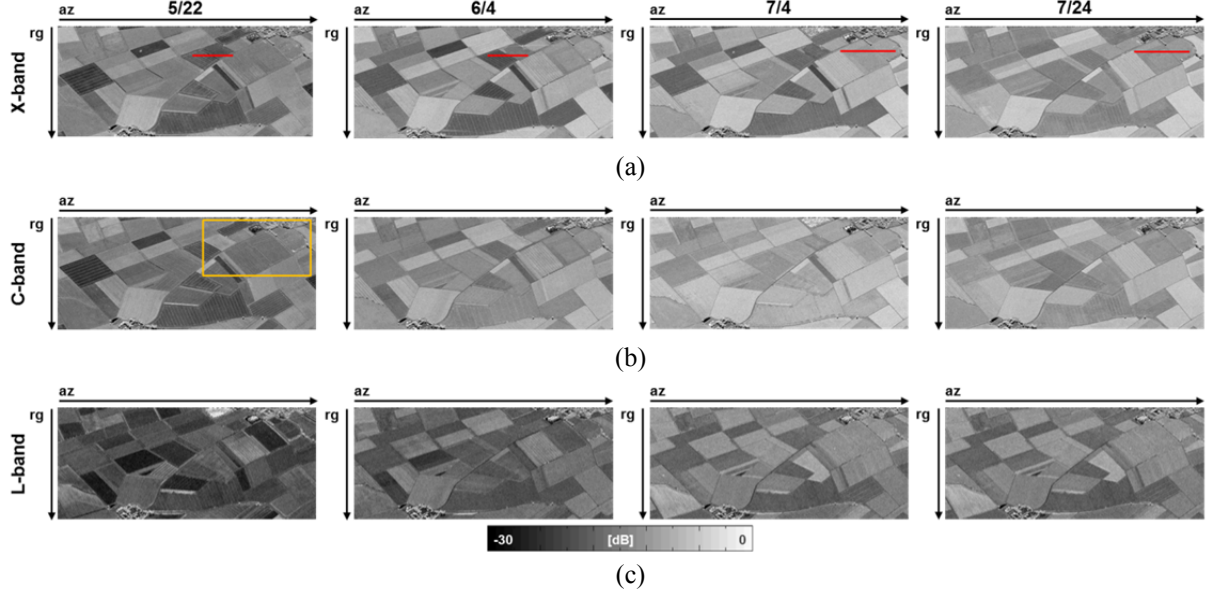 az 5/22
az 6/4
az 7/4
az 7/24
rg rg rg rg
X-band
(a)
az az az az
rg rg rg rg
C-band
(b)
az az az az
rg rg rg rg
L-band
-30 [dB] 0
(c)